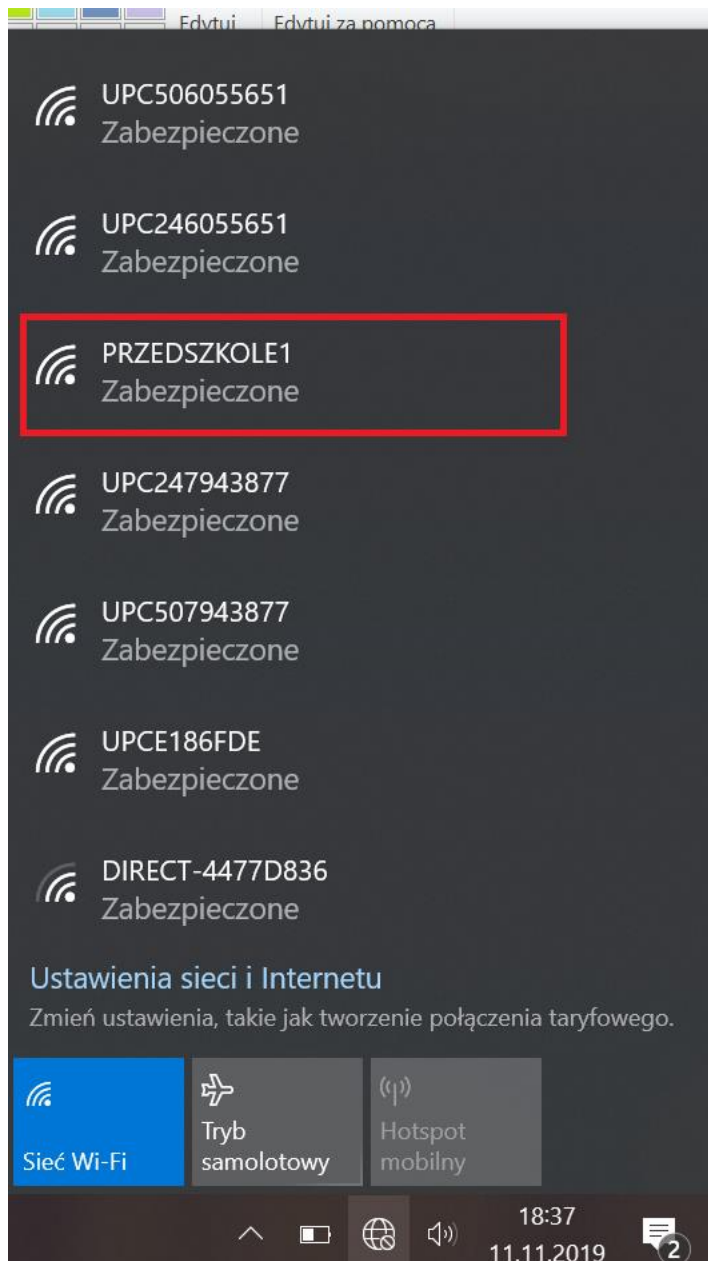 Edytuj Edytuj za pomocą
UPC506055651
Zabezpieczone
UPC246055651
Zabezpieczone
PRZEDSZKOLE1
Zabezpieczone
UPC247943877
Zabezpieczone
UPC507943877
Zabezpieczone
UPCE186FDE
Zabezpieczone
DIRECT-4477D836
Zabezpieczone
Ustawienia sieci i Internetu
Zmień ustawienia, takie jak tworzenie połączenia taryfowego.
Sieć Wi-Fi
Tryb samolotowy
Hotspot mobilny
18:37
11.11.2019
2